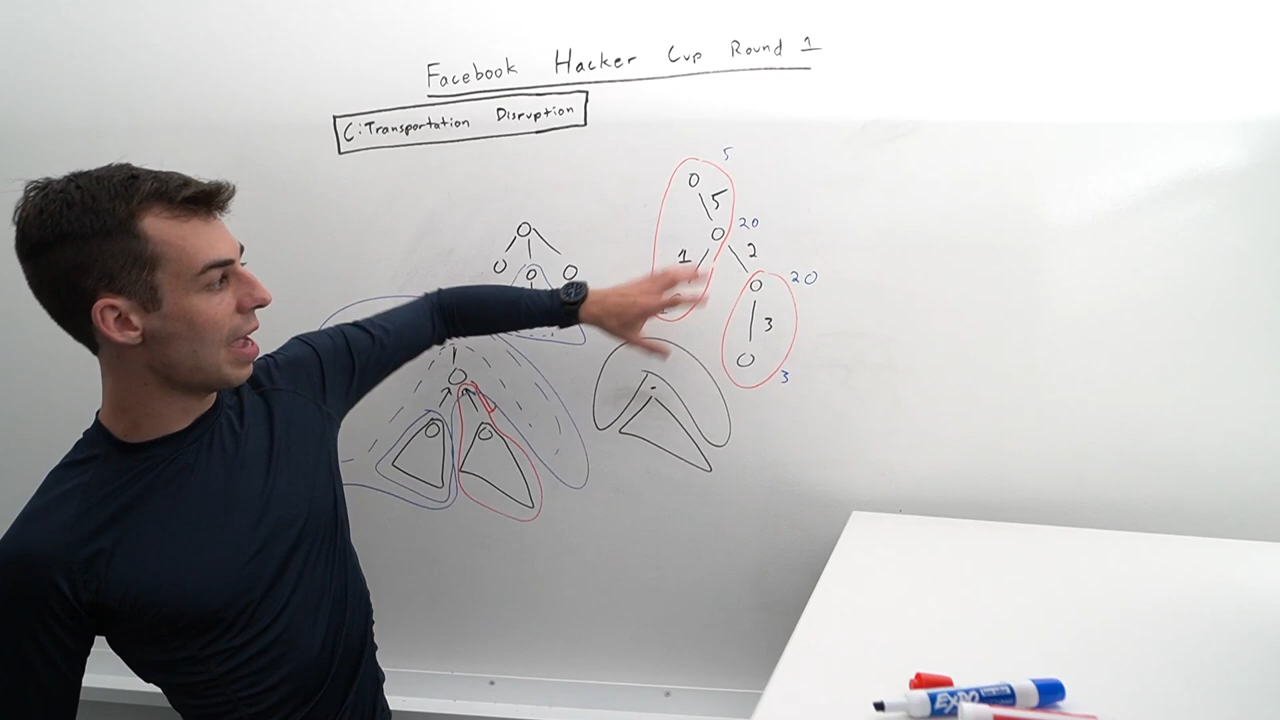 Facebook Hacker Cup Round 1
C: Transportation Disruption
5
5
20
1 2
20
3
3
EXPO